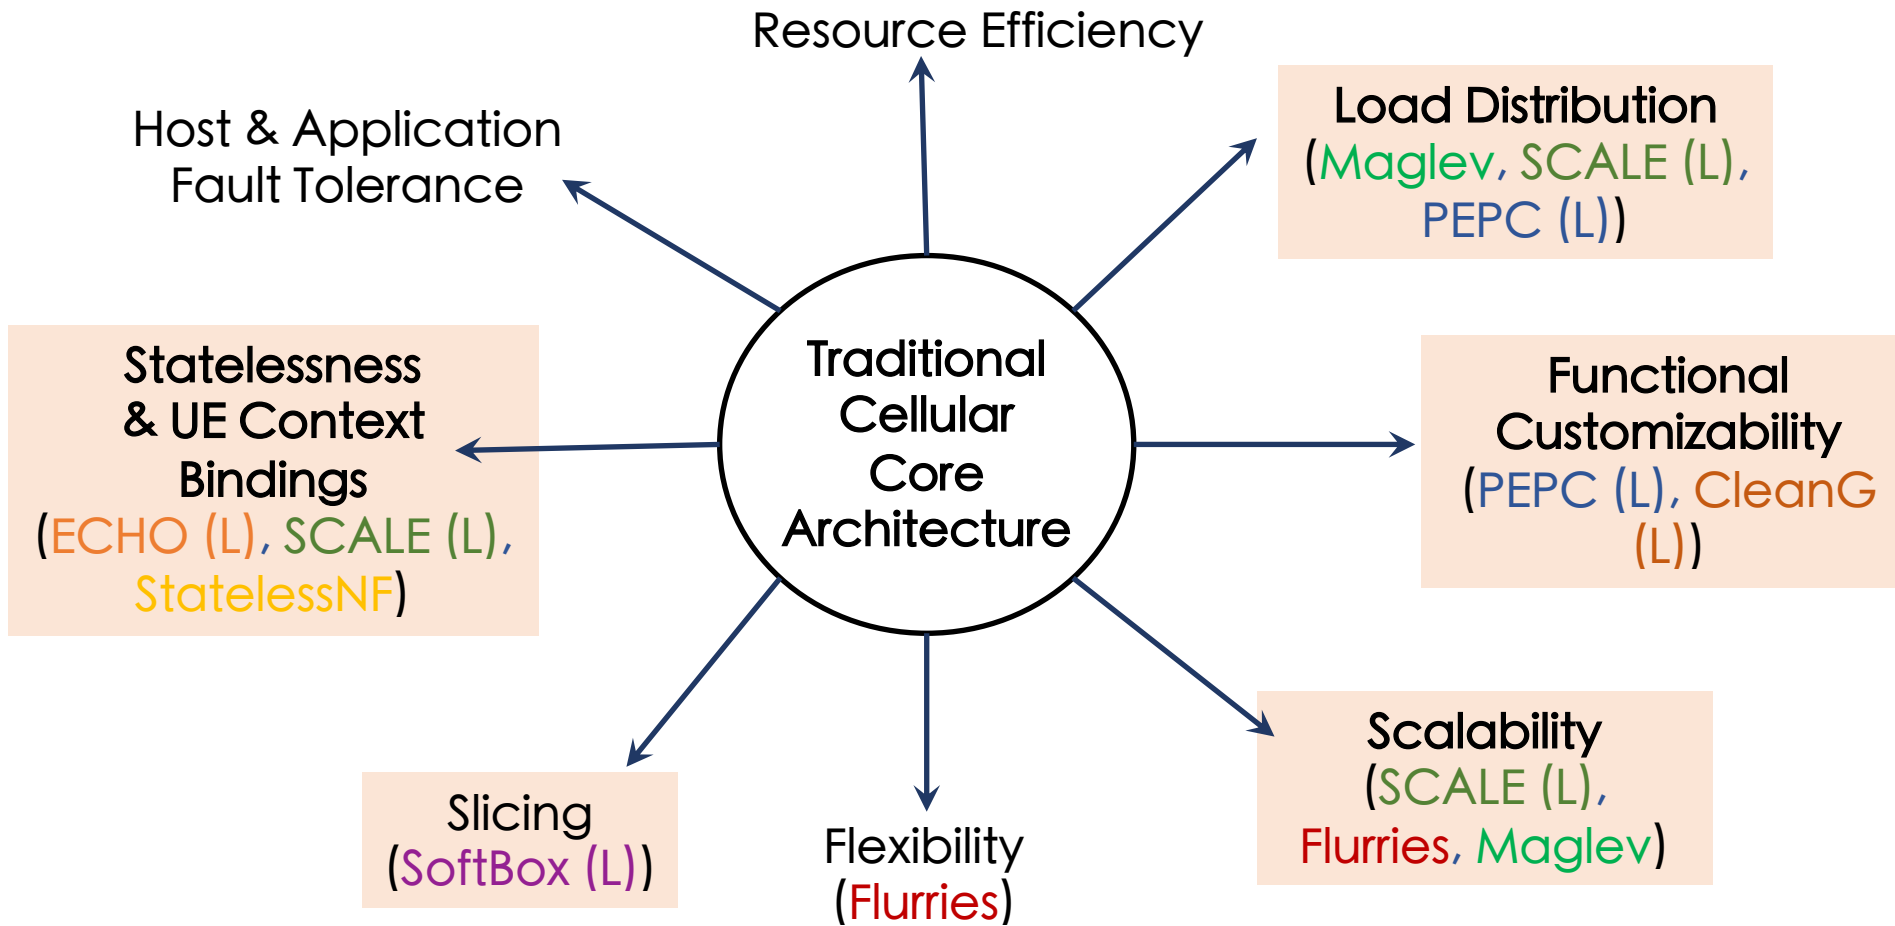 Resource Efficiency
Host & Application
Fault Tolerance
Load Distribution
(Maglev, SCALE (L),
PEPC (L))
Statelessness
& UE Context
Bindings
(ECHO (L), SCALE (L),
StatelessNF)
Traditional
Cellular
Core
Architecture
Functional
Customizability
(PEPC (L), CleanG
(L))
Slicing
(SoftBox (L))
Flexibility
(Flurries)
Scalability
(SCALE (L),
Flurries, Maglev)